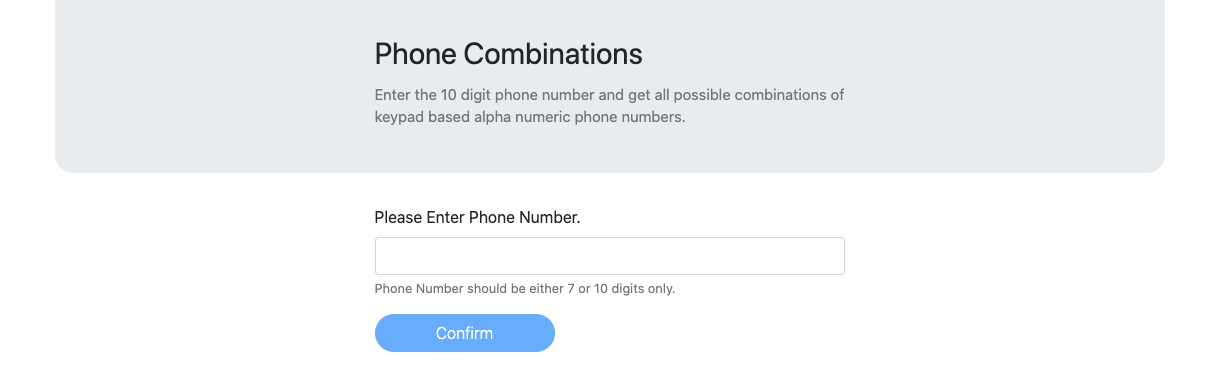 Phone Combinations
Enter the 10 digit phone number and get all possible combinations of
keypad based alpha numeric phone numbers.
Please Enter Phone Number.
Phone Number should be either 7 or 10 digits only.
Confirm